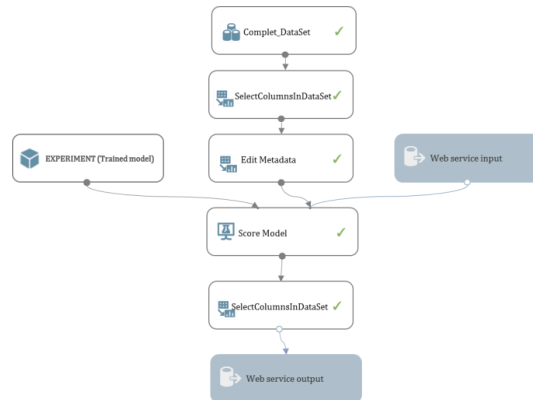 Complet_DataSet
SelectColumnsInDataSet
EXPERIMENT (Trained model)
Edit Metadata
Web service input
Score Model
SelectColumnsInDataSet
Web service output